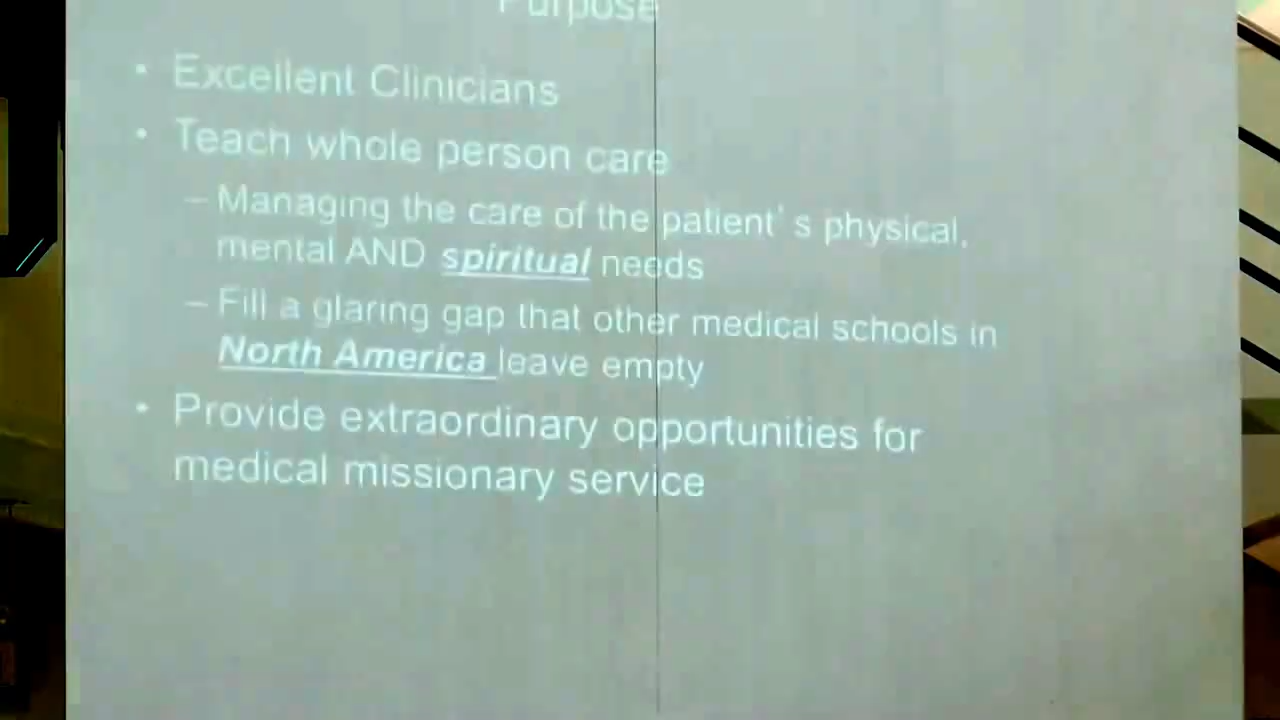 Purpose
• Excellent Clinicians
• Teach whole person care
– Managing the care of the patient's physical,
mental AND spiritual needs
– Fill a glaring gap that other medical schools in
North America leave empty
• Provide extraordinary opportunities for
medical missionary service